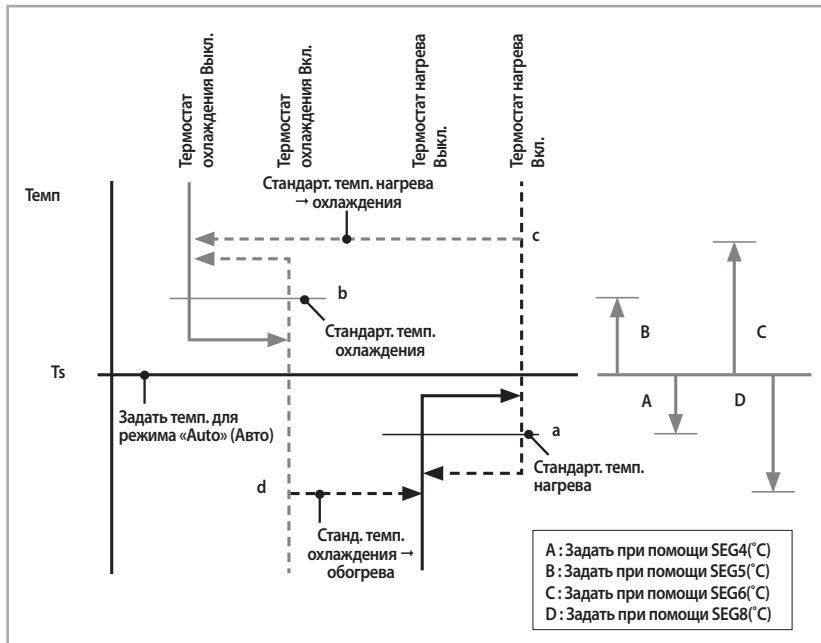 Термостат
охлаждения Выкл.
Термостат
охлаждения Вкл.
Термостат нагрева
Выкл.
Термостат нагрева
Вкл.
Темп
Стандарт. темп. нагрева
→ охлаждения
c
b
Стандарт. темп.
охлаждения
B
C
Ts
A
D
Задать темп. для
режима «Auto» (Авто)
a
Стандарт. темп.
нагрева
d
Станд. темп.
охлаждения →
обогрева
A : Задать при помощи SEG4(˚C)
B : Задать при помощи SEG5(˚C)
C : Задать при помощи SEG6(˚C)
D : Задать при помощи SEG8(˚C)